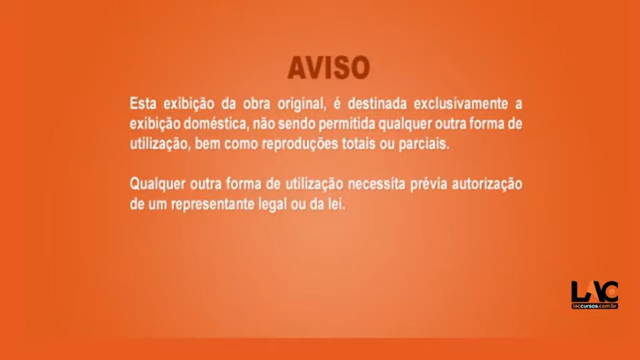 AVISO
Esta exibição da obra original, é destinada exclusivamente a
exibição doméstica, não sendo permitida qualquer outra forma de
utilização, bem como reproduções totais ou parciais.
Qualquer outra forma de utilização necessita prévia autorização
de um representante legal ou da lei.
LAC
laccursos.com.br